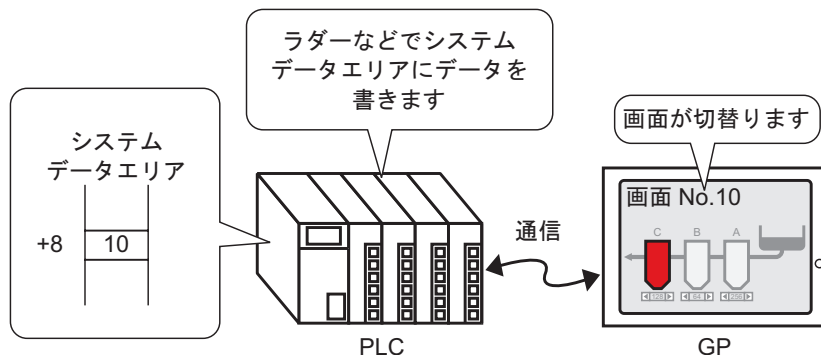 ラダーなどでシステム
データエリアにデータを
書きます
システム
データエリア
+8
10
画面が切替ります
画面 No.10
C
B
A
通信
PLC
GP